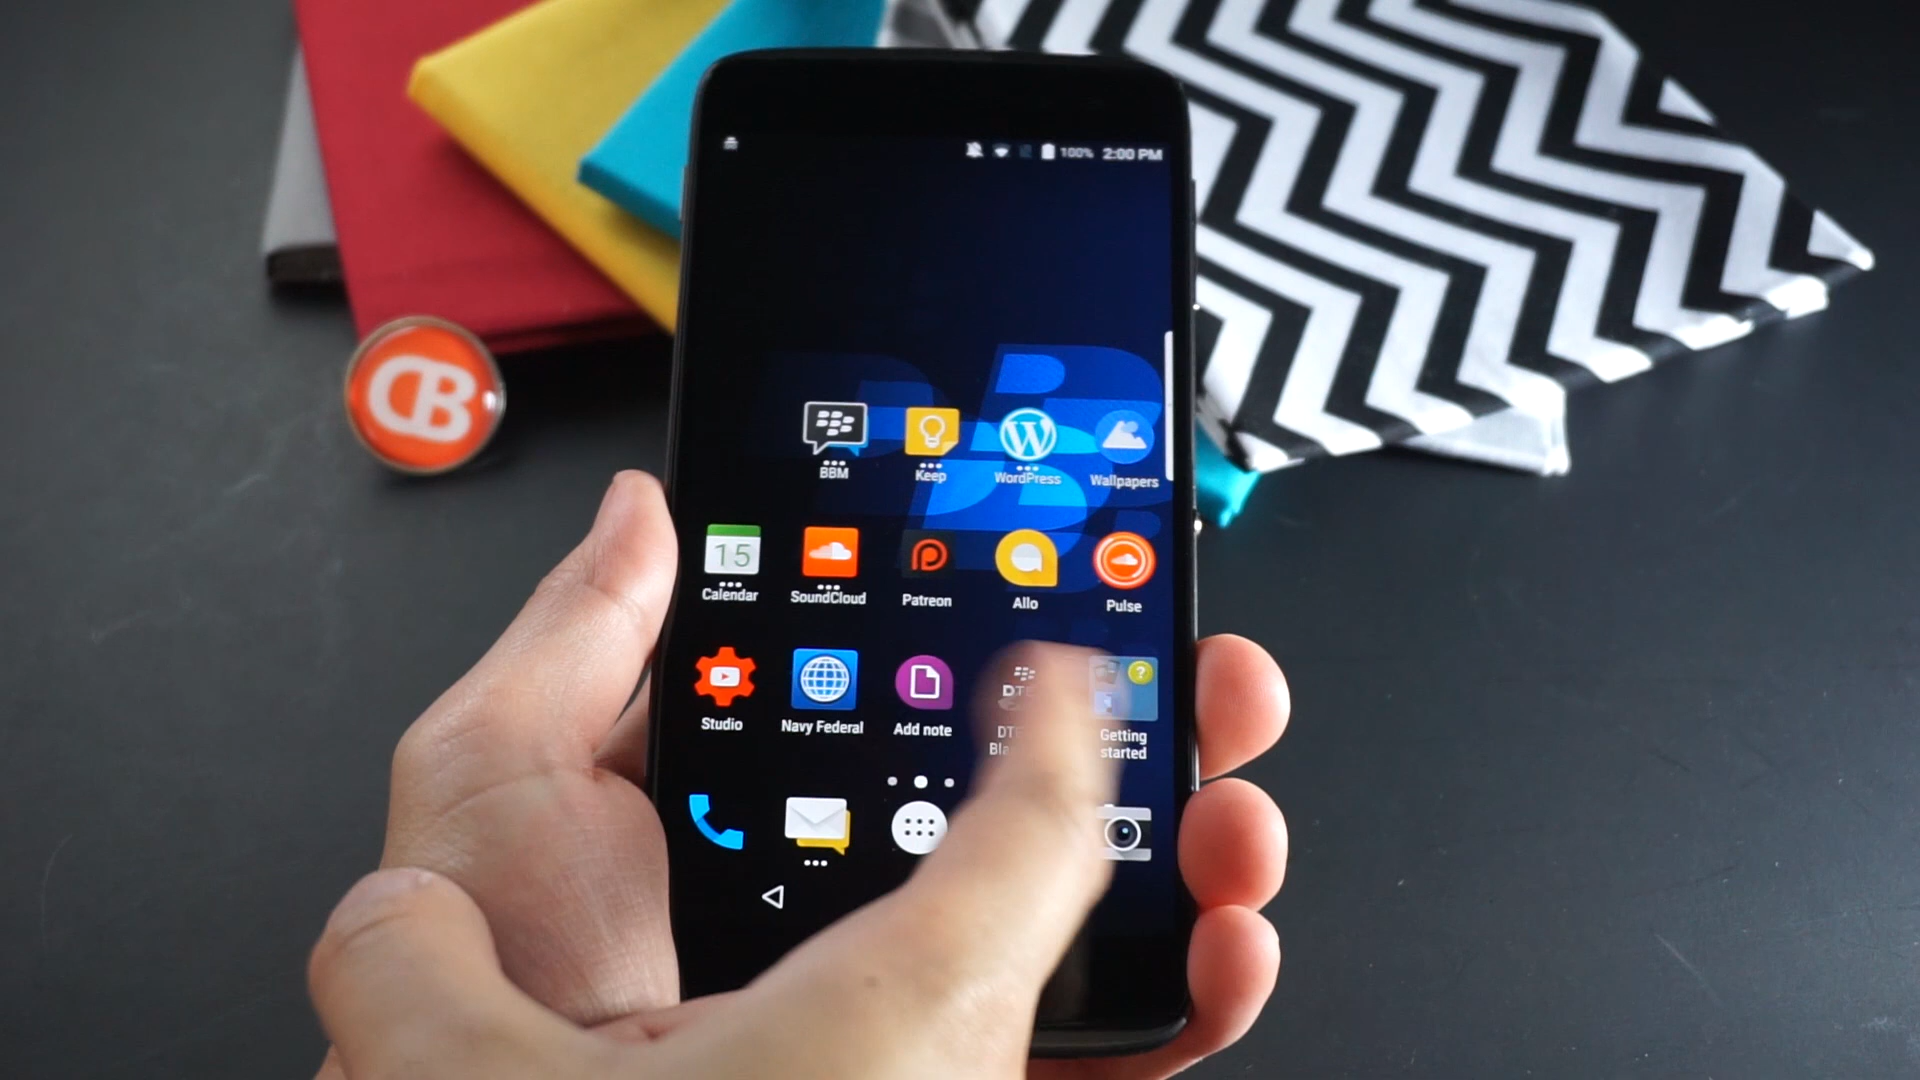 100% 2:00 PM
CB
BBM Keep WordPress Wallpapers
15
Calendar SoundCloud Patreon Allo Pulse
DTE
?
Studio Navy Federal Add note Getting
started